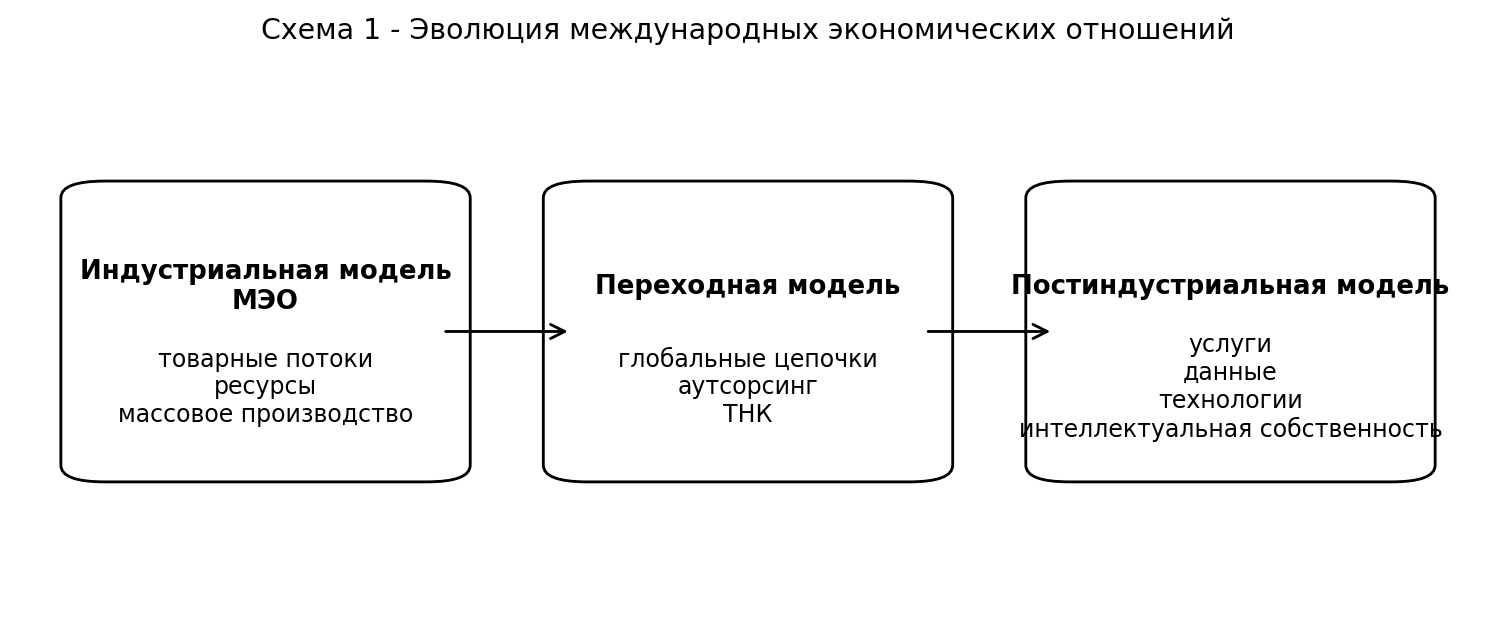 Схема 1 - Эволюция международных экономических отношений
Индустриальная модель
МЭО
товарные потоки
ресурсы
массовое производство
Переходная модель
глобальные цепочки
аутсорсинг
ТНК
Постиндустриальная модель
услуги
данные
технологии
интеллектуальная собственность